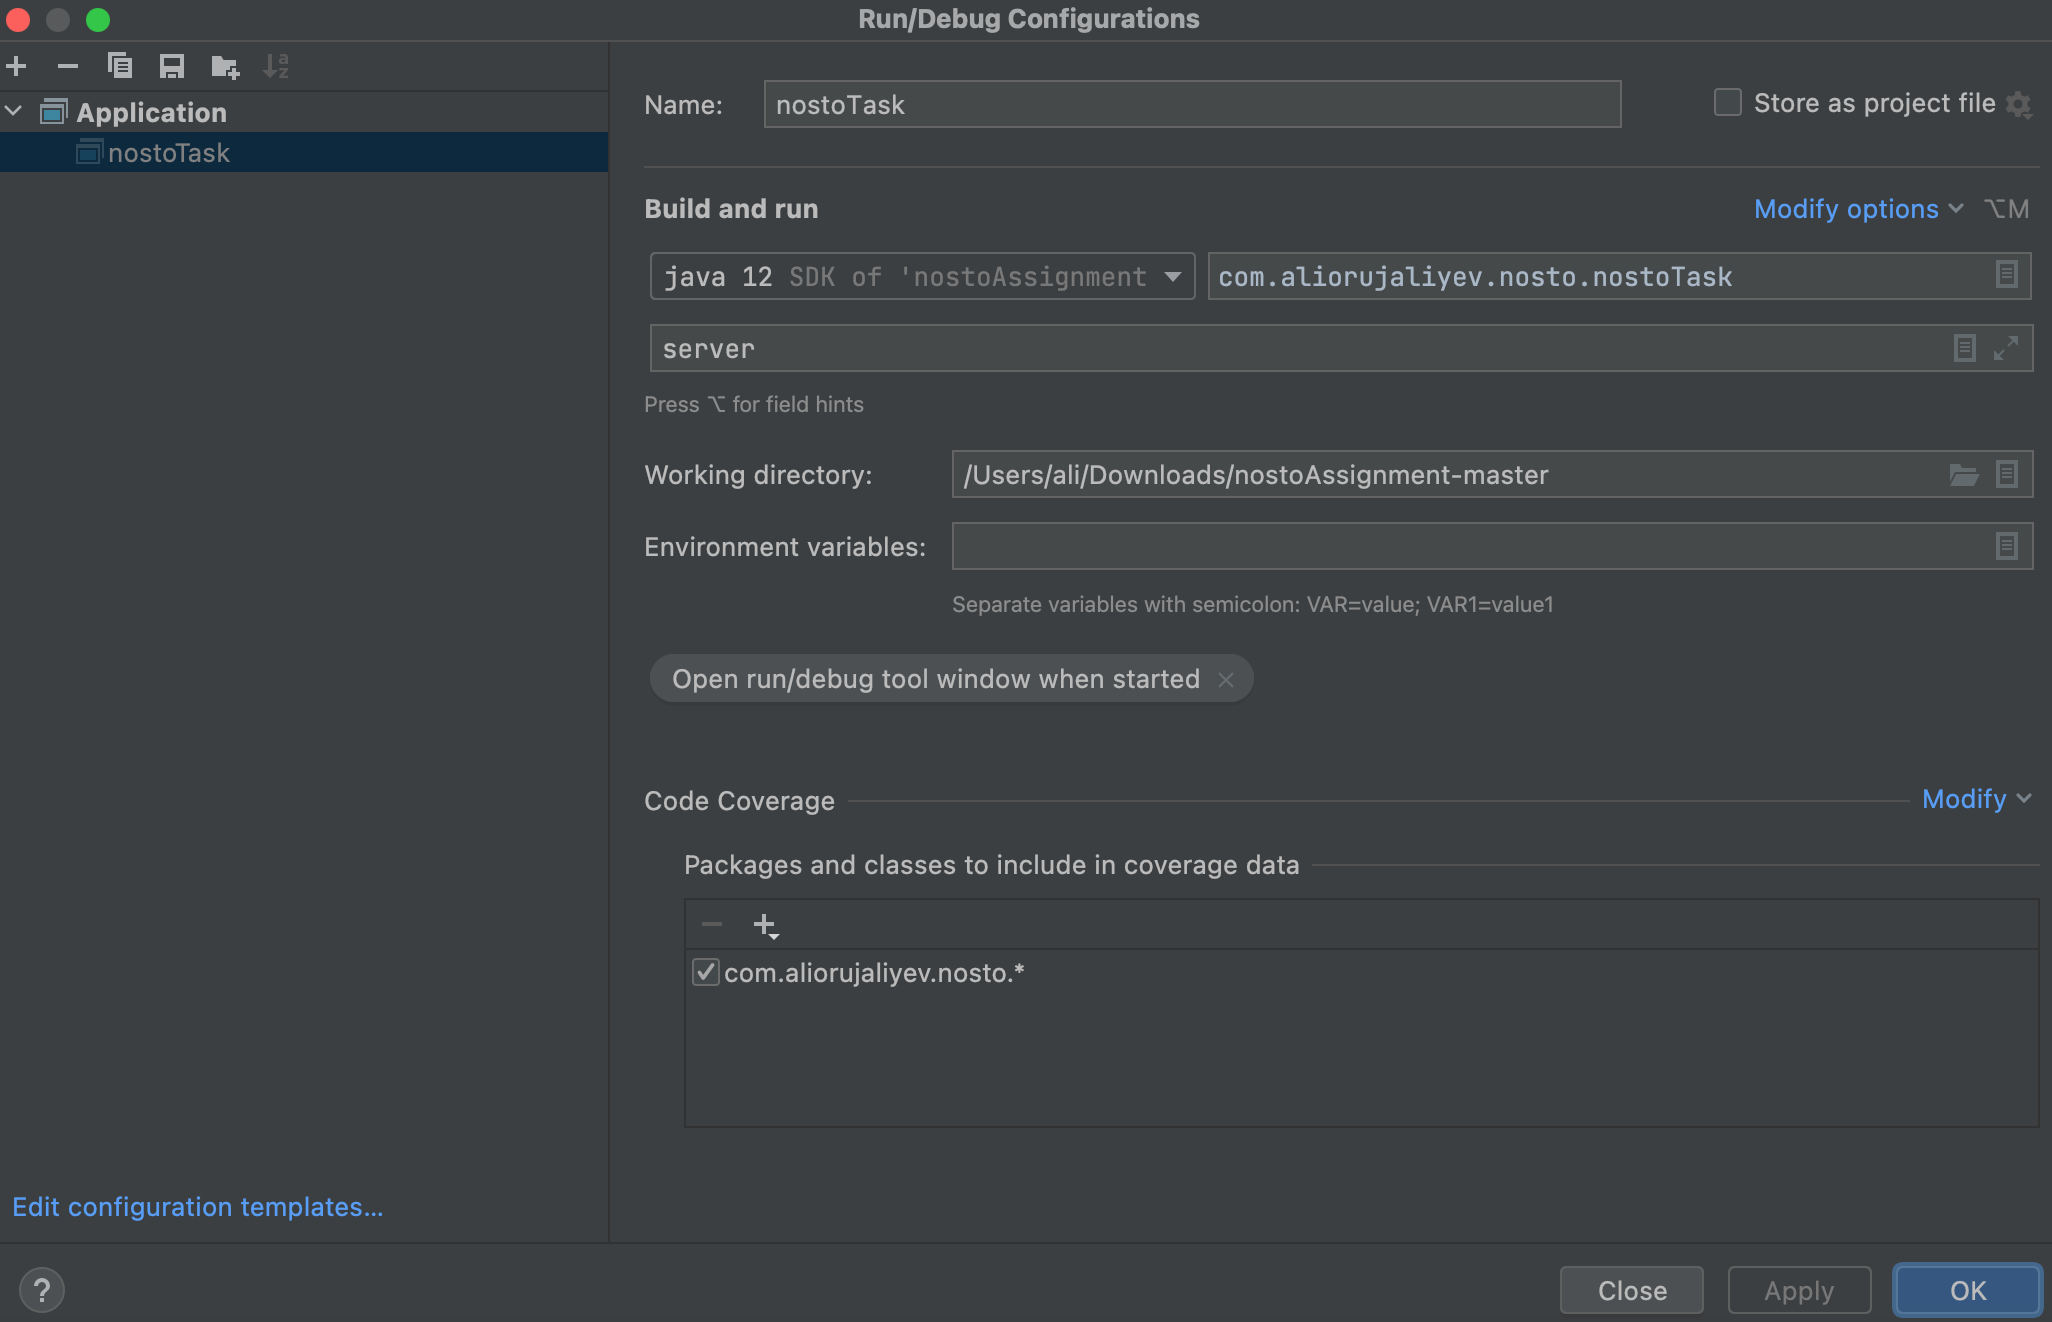 Run/Debug Configurations
Application
nostoTask
Edit configuration templates...
Name:
nostoTask
Store as project file
Build and run
Modify options ⌥M
java 12 SDK of 'nostoAssignment
com.aliorujaliyev.nosto.nostoTask
server
Press ⌥ for field hints
Working directory:
/Users/ali/Downloads/nostoAssignment-master
Environment variables:
Separate variables with semicolon: VAR=value; VAR1=value1
Open run/debug tool window when started
Code Coverage
Modify
Packages and classes to include in coverage data
com.aliorujaliyev.nosto.*
?
Close
Apply
OK